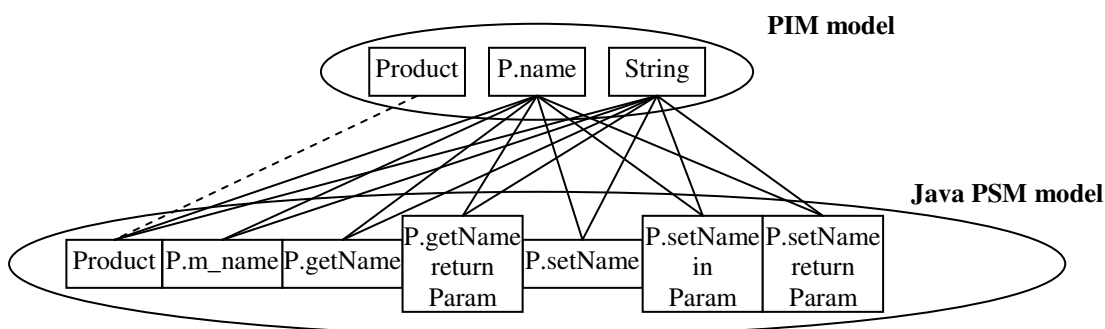 PIM model
Product
P.name
String
Java PSM model
Product
P.m_name
P.getName
P.getName
return
Param
P.setName
P.setName
in
Param
P.setName
return
Param